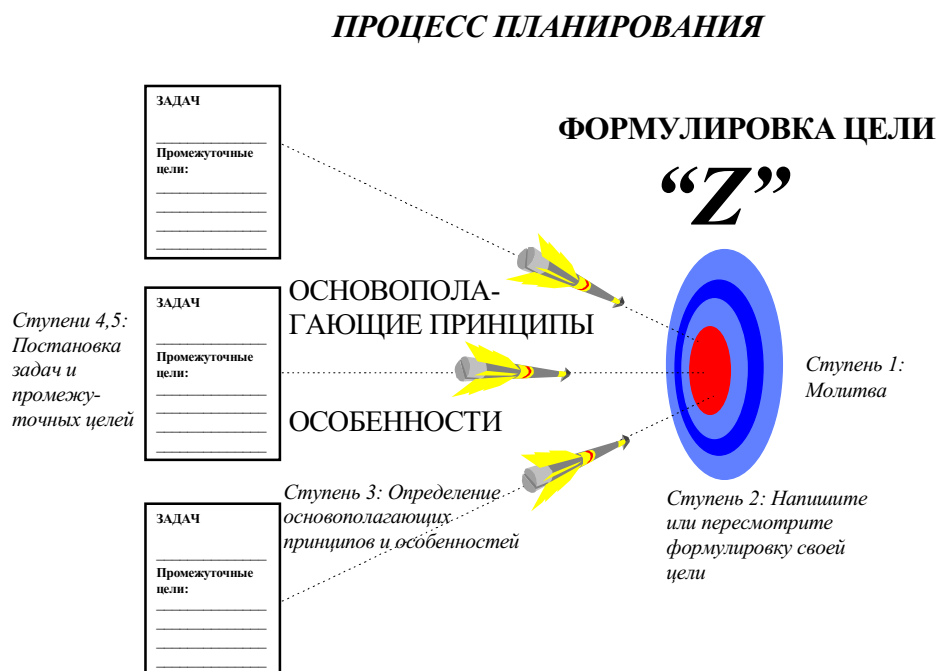 ПРОЦЕСС ПЛАНИРОВАНИЯ
ФОРМУЛИРОВКА ЦЕЛИ
“Z”
ЗАДАЧ
Промежуточные
цели:
ЗАДАЧ
Промежуточные
цели:
ЗАДАЧ
Промежуточные
цели:
Ступени 4,5:
Постановка
задач и
промежу-
точных целей
ОСНОВОПОЛА-
ГАЮЩИЕ ПРИНЦИПЫ
ОСОБЕННОСТИ
Ступень 3: Определение
основополагающих
принципов и особенностей
Ступень 1:
Молитва
Ступень 2: Напишите
или пересмотрите
формулировку своей
цели